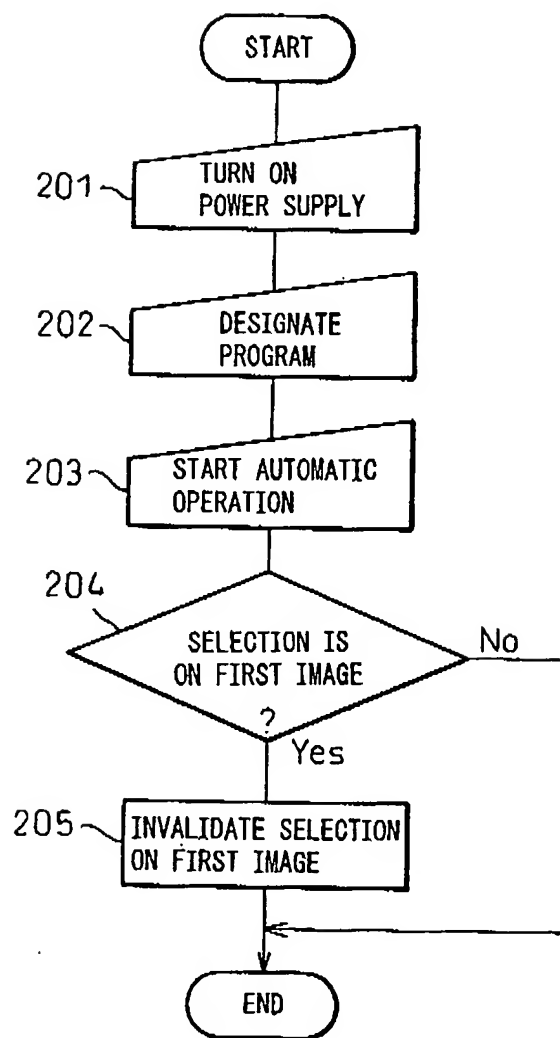 START
201
TURN ON
POWER SUPPLY
202
DESIGNATE
PROGRAM
203
START AUTOMATIC
OPERATION
204
SELECTION IS
ON FIRST IMAGE
?
No
Yes
205
INVALIDATE SELECTION
ON FIRST IMAGE
END